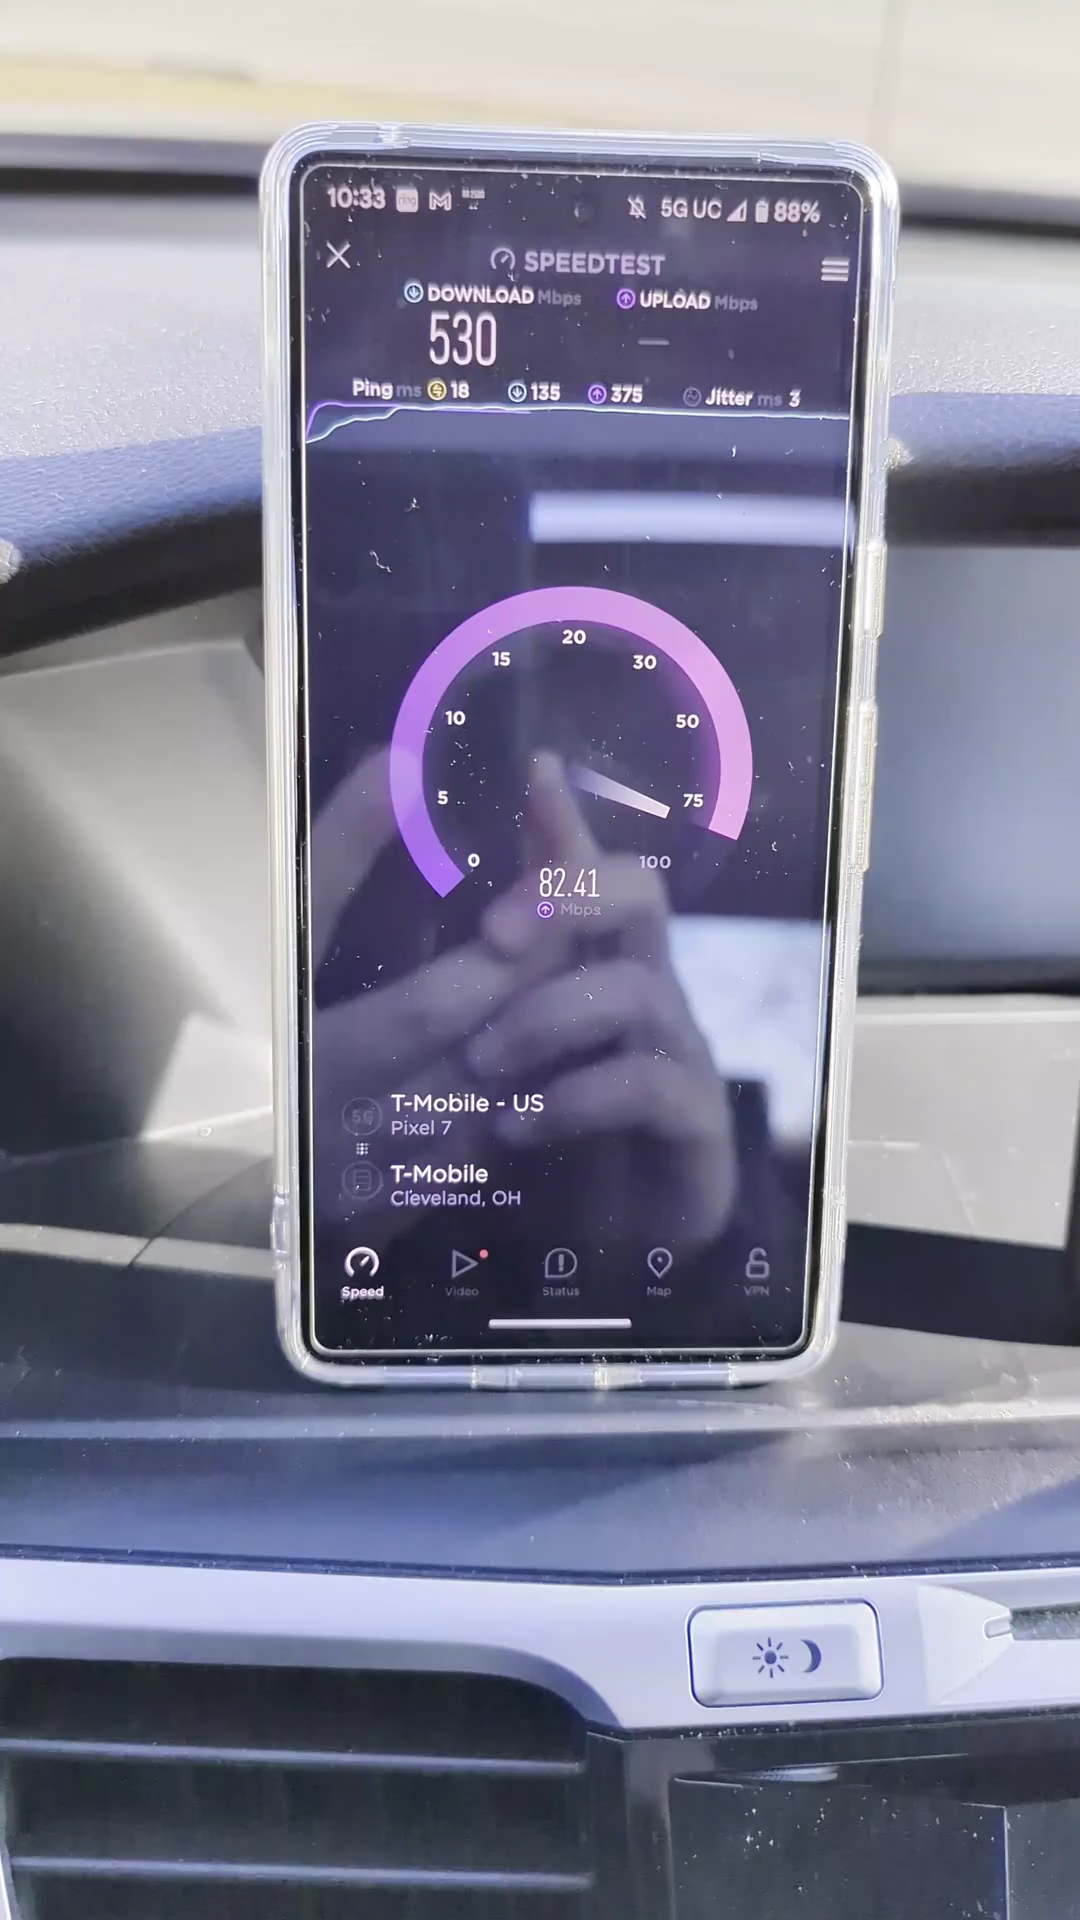 10:33 ring M 5G UC 88%
SPEEDTEST
DOWNLOAD Mbps UPLOAD Mbps
530 —
Ping ms 18 135 375 Jitter ms 3
20
15 30
10 50
5 75
0 100
82.41
Mbps
5G T-Mobile - US
Pixel 7
T-Mobile
Cleveland, OH
Speed Video Status Map VPN